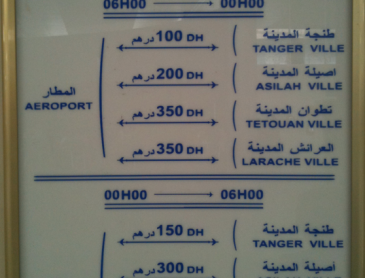 06H00 → 00H00
طنجة المدينة
100 DH درهم
TANGER VILLE
أصيلة المدينة
200 DH درهم
ASILAH VILLE
المطار
AEROPORT
تطوان المدينة
350 DH درهم
TETOUAN VILLE
العرائش المدينة
350 DH درهم
LARACHE VILLE
00H00 → 06H00
طنجة المدينة
150 DH درهم
TANGER VILLE
أصيلة المدينة
300 DH درهم